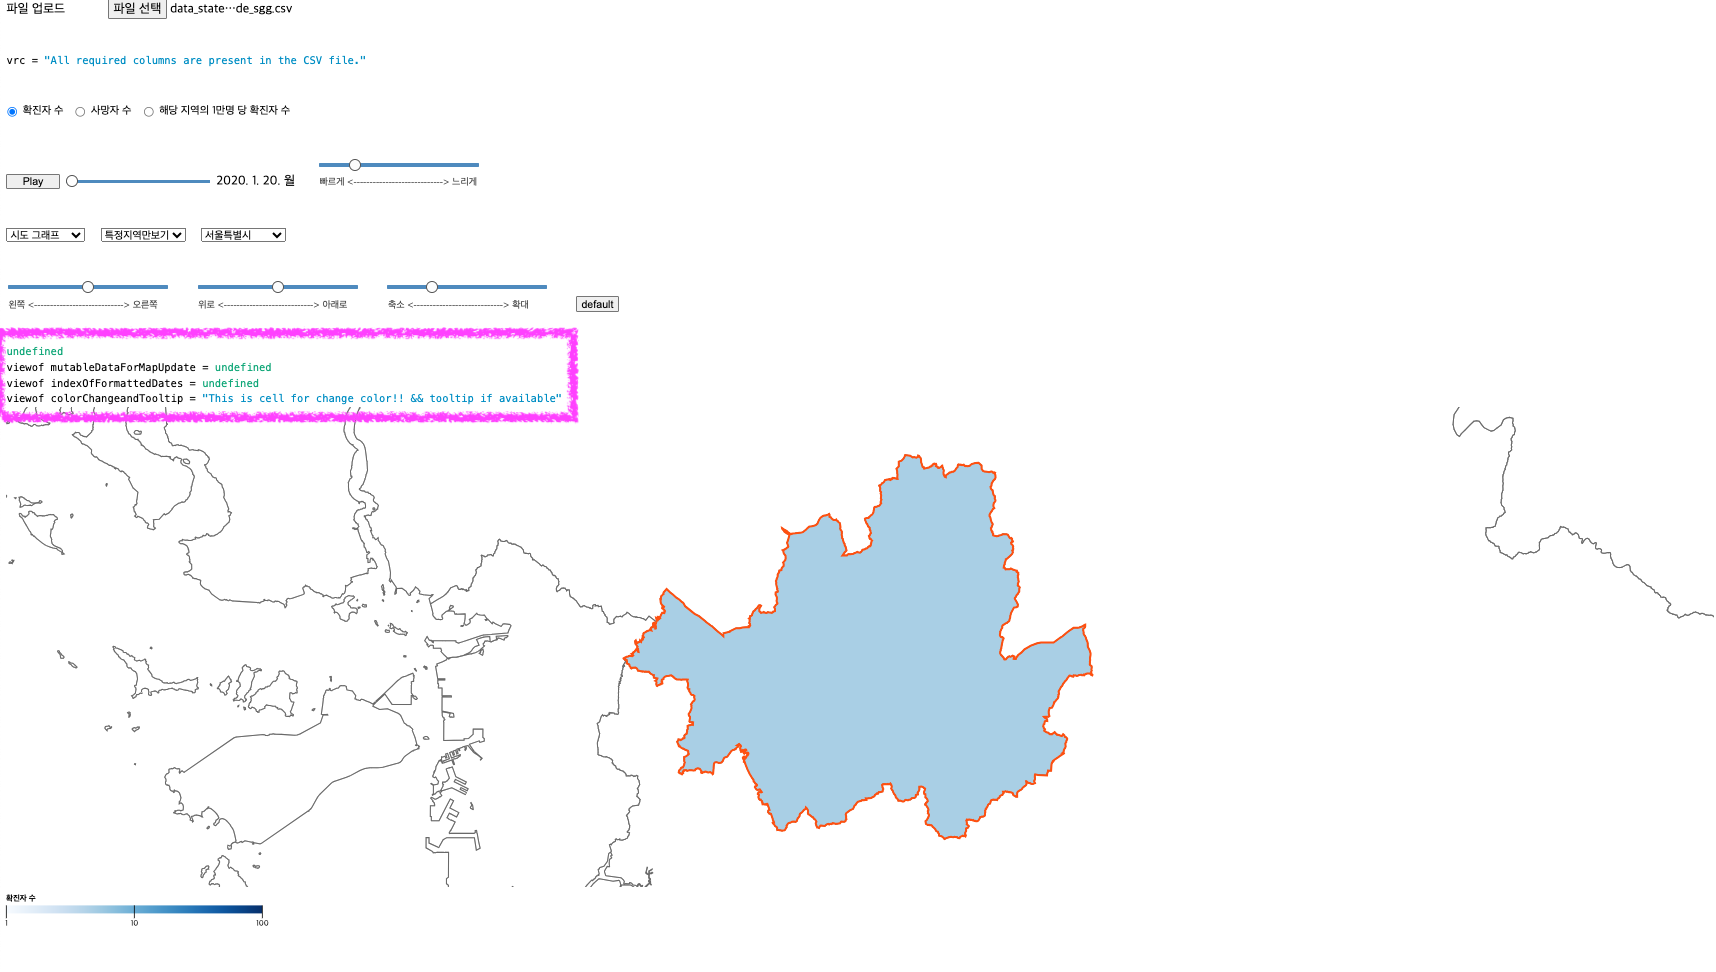 파일 업로드 파일 선택 data_state…de_sgg.csv
vrc = "All required columns are present in the CSV file."
확진자 수 사망자 수 해당 지역의 1만명 당 확진자 수
Play 2020. 1. 20. 월
빠르게 <----------------------------> 느리게
시도 그래프 특정지역만보기 서울특별시
왼쪽 <----------------------------> 오른쪽 위로 <----------------------------> 아래로 축소 <----------------------------> 확대 default
undefined
viewof mutableDataForMapUpdate = undefined
viewof indexOfFormattedDates = undefined
viewof colorChangeandTooltip = "This is cell for change color!! && tooltip if available"
확진자 수
1 10 100